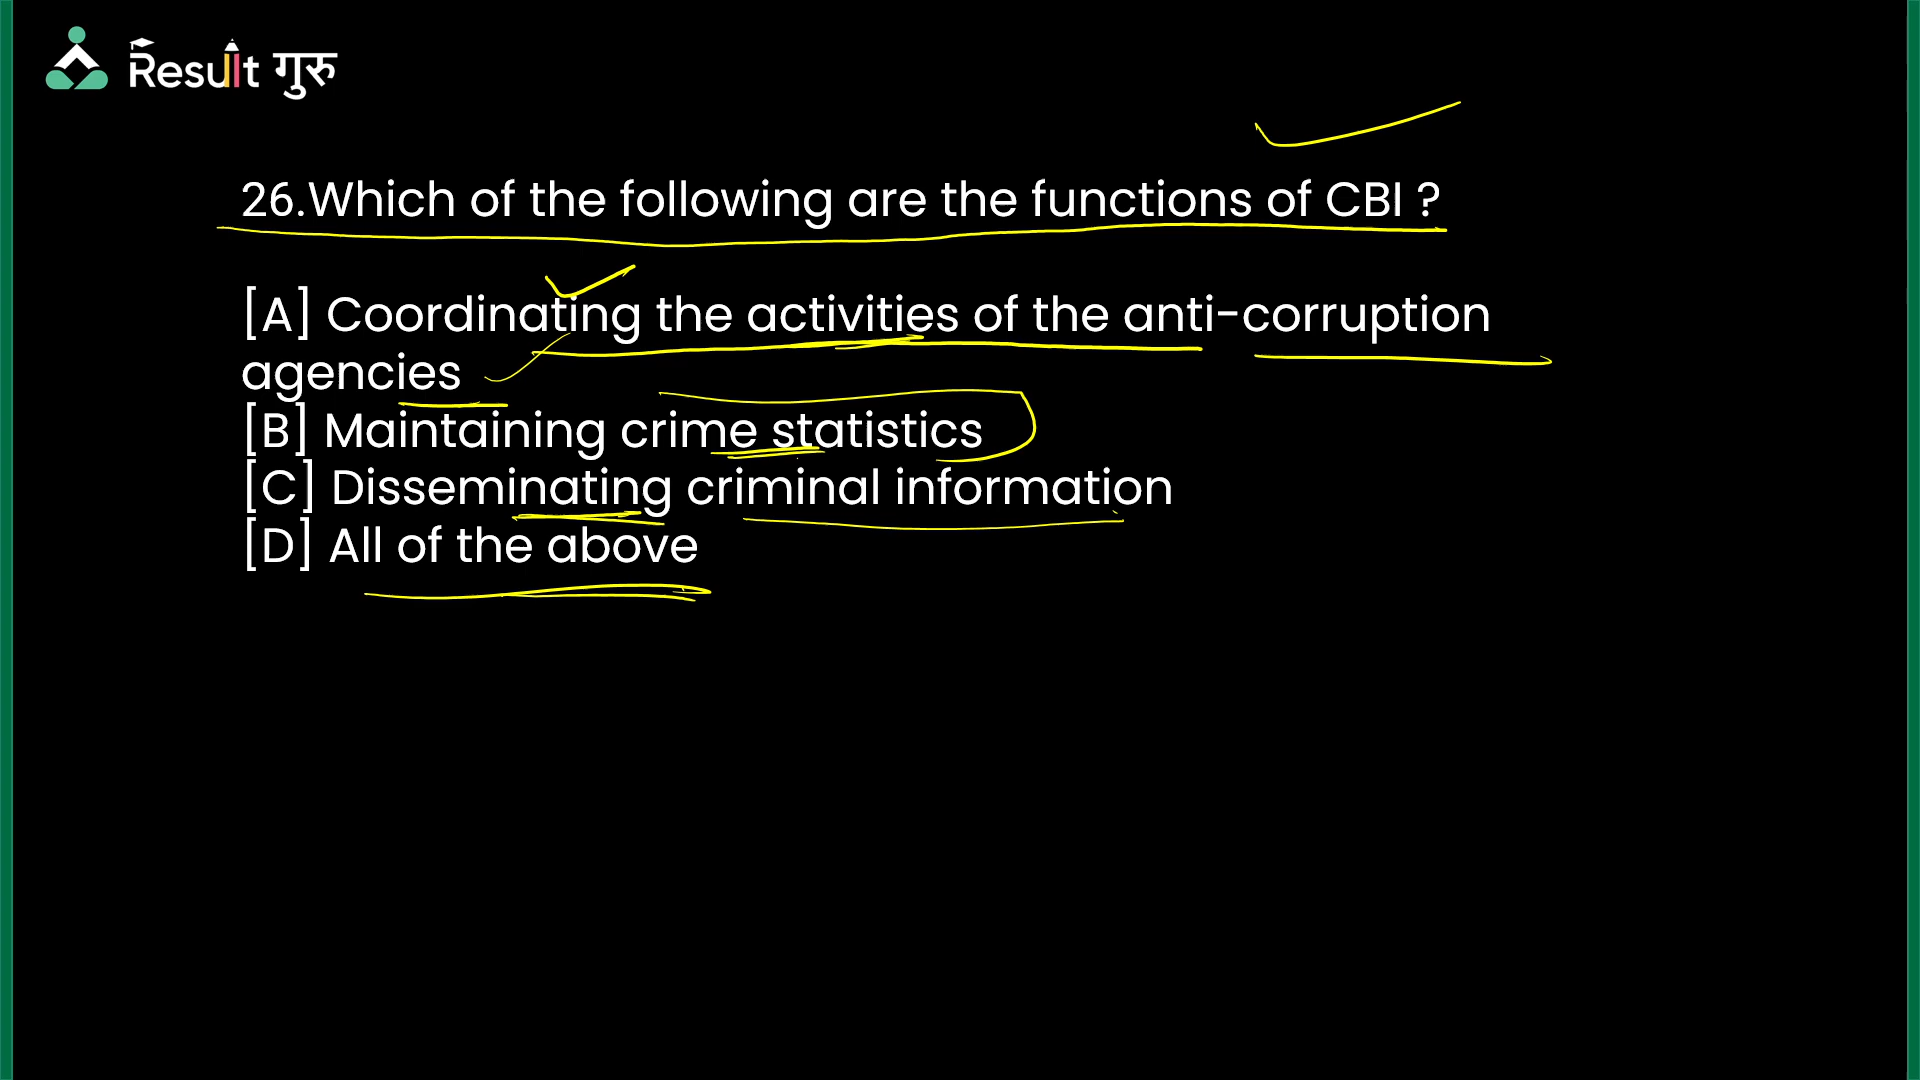 Result गुरु
26.Which of the following are the functions of CBI ?
[A] Coordinating the activities of the anti-corruption
agencies
[B] Maintaining crime statistics
[C] Disseminating criminal information
[D] All of the above